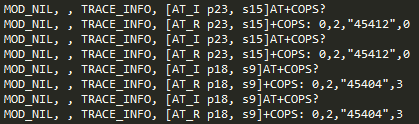 MOD_NIL, , TRACE_INFO, [AT_I p23, s15]AT+COPS?
MOD_NIL, , TRACE_INFO, [AT_R p23, s15]+COPS: 0,2,"45412",0
MOD_NIL, , TRACE_INFO, [AT_I p23, s15]AT+COPS?
MOD_NIL, , TRACE_INFO, [AT_R p23, s15]+COPS: 0,2,"45412",0
MOD_NIL, , TRACE_INFO, [AT_I p18, s9]AT+COPS?
MOD_NIL, , TRACE_INFO, [AT_R p18, s9]+COPS: 0,2,"45404",3
MOD_NIL, , TRACE_INFO, [AT_I p18, s9]AT+COPS?
MOD_NIL, , TRACE_INFO, [AT_R p18, s9]+COPS: 0,2,"45404",3